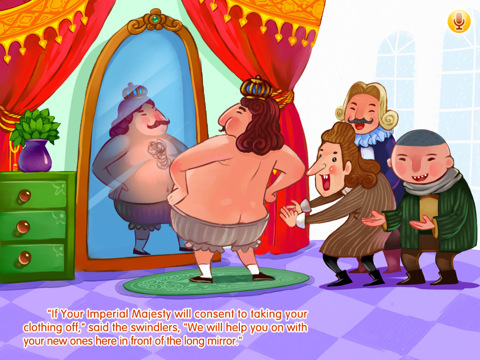 "If Your Imperial Majesty will consent to taking your
clothing off," said the swindlers, "We will help you on with
your new ones here in front of the long mirror."